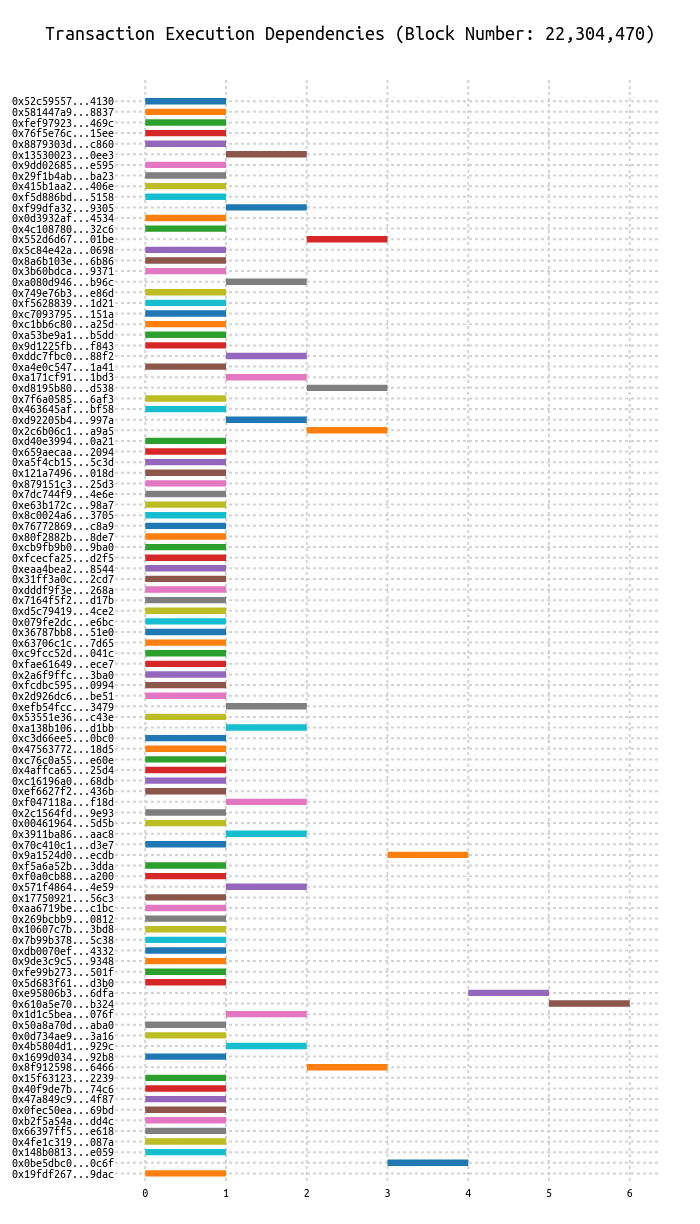 Transaction Execution Dependencies (Block Number: 22,304,470)
0x52c59557...4130
0x581447a9...8837
0xfef97923...469c
0x76f5e76c...15ee
0x8879303d...c860
0x13530023...0ee3
0x9dd02685...e595
0x29f1b4ab...ba23
0x415b1aa2...406e
0xf5d886bd...5158
0xf99dfa32...9305
0x0d3932af...4534
0x4c108780...32c6
0x552d6d67...01be
0x5c84e42a...0698
0x8a6b103e...6b86
0x3b60bdca...9371
0xa080d946...b96c
0x749e76b3...e86d
0xf5628839...1d21
0xc7093795...151a
0xc1bb6c80...a25d
0xa53be9a1...b5dd
0x9d1225fb...f843
0xddc7fbc0...88f2
0xa4e0c547...1a41
0xa171cf91...1bd3
0xd8195b80...d538
0x7f6a0585...6af3
0x463645af...bf58
0xd92205b4...997a
0x2c6b06c1...a9a5
0xd40e3994...0a21
0x659aecaa...2094
0xa5f4cb15...5c3d
0x121a7496...018d
0x879151c3...25d3
0x7dc744f9...4e6e
0xe63b172c...98a7
0x8c0024a6...3705
0x76772869...c8a9
0x80f2882b...8de7
0xcb9fb9b0...9ba0
0xfcecfa25...d2f5
0xeaa4bea2...8544
0x31ff3a0c...2cd7
0xdddf9f3e...268a
0x7164f5f2...d17b
0xd5c79419...4ce2
0x079fe2dc...e6bc
0x36787bb8...51e0
0x63706c1c...7d65
0xc9fcc52d...041c
0xfae61649...ece7
0x2a6f9ffc...3ba0
0xfcdbc595...0994
0x2d926dc6...be51
0xefb54fcc...3479
0x53551e36...c43e
0xa138b106...d1bb
0xc3d66ee5...0bc0
0x47563772...18d5
0xc76c0a55...e60e
0x4affca65...25d4
0xc16196a0...68db
0xef6627f2...436b
0xf047118a...f18d
0x2c1564fd...9e93
0x00461964...5d5b
0x3911ba86...aac8
0x70c410c1...d3e7
0x9a1524d0...ecdb
0xf5a6a52b...3dda
0xf0a0cb88...a200
0x571f4864...4e59
0x17750921...56c3
0xaa6719be...c1bc
0x269bcbb9...0812
0x10607c7b...3bd8
0x7b99b378...5c38
0xdb0070ef...4332
0x9de3c9c5...9348
0xfe99b273...501f
0x5d683f61...d3b0
0xe95806b3...6dfa
0x610a5e70...b324
0x1d1c5bea...076f
0x50a8a70d...aba0
0x0d734ae9...3a16
0x4b5804d1...929c
0x1699d034...92b8
0x8f912598...6466
0x15f63123...2239
0x40f9de7b...74c6
0x47a849c9...4f87
0x0fec50ea...69bd
0xb2f5a54a...dd4c
0x66397ff5...e618
0x4fe1c319...087a
0x148b0813...e059
0x0be5dbc0...0c6f
0x19fdf267...9dac
0 1 2 3 4 5 6